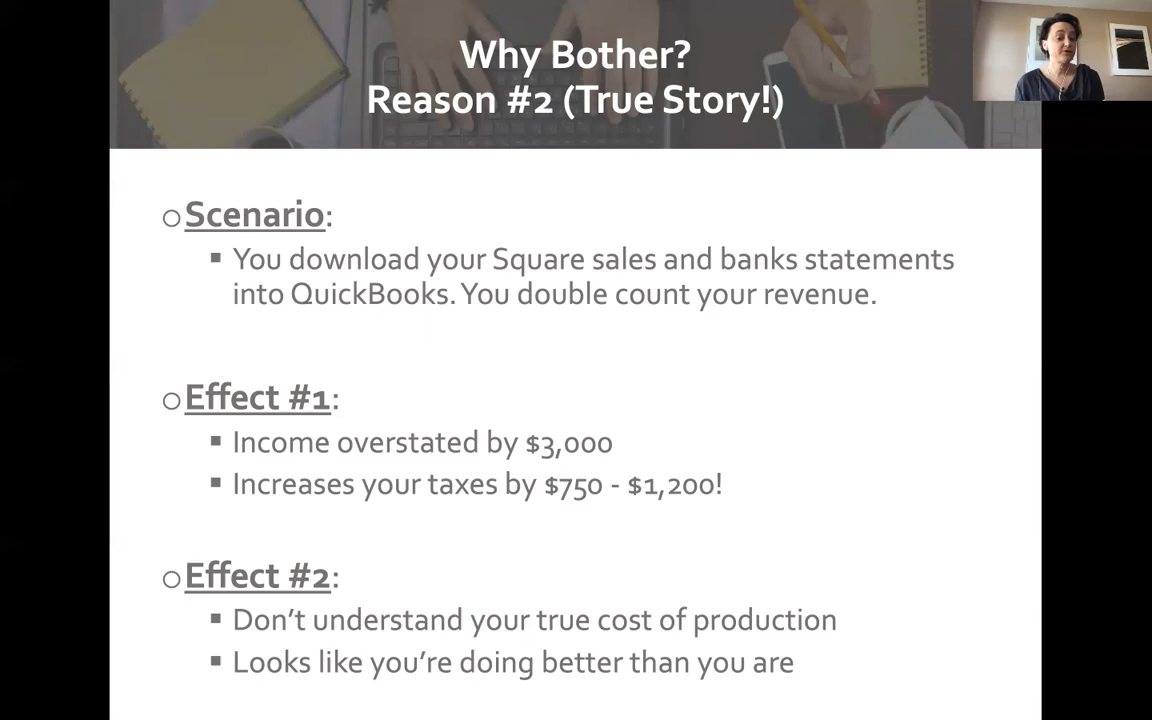 Why Bother?
Reason #2 (True Story!)
Scenario:
You download your Square sales and banks statements
into QuickBooks. You double count your revenue.
Effect #1:
Income overstated by $3,000
Increases your taxes by $750 - $1,200!
Effect #2:
Don't understand your true cost of production
Looks like you're doing better than you are